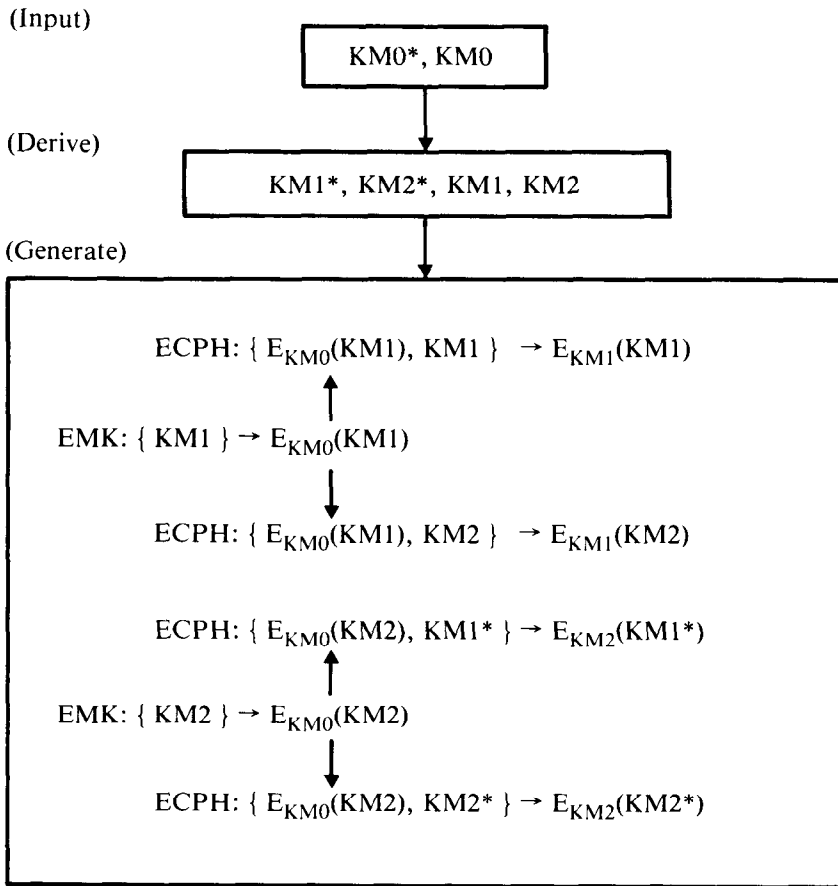 (Input)
KM0*, KM0
(Derive)
KM1*, KM2*, KM1, KM2
(Generate)
ECPH: { E_KM0(KM1), KM1 } → E_KM1(KM1)
EMK: { KM1 } → E_KM0(KM1)
ECPH: { E_KM0(KM1), KM2 } → E_KM1(KM2)
ECPH: { E_KM0(KM2), KM1* } → E_KM2(KM1*)
EMK: { KM2 } → E_KM0(KM2)
ECPH: { E_KM0(KM2), KM2* } → E_KM2(KM2*)